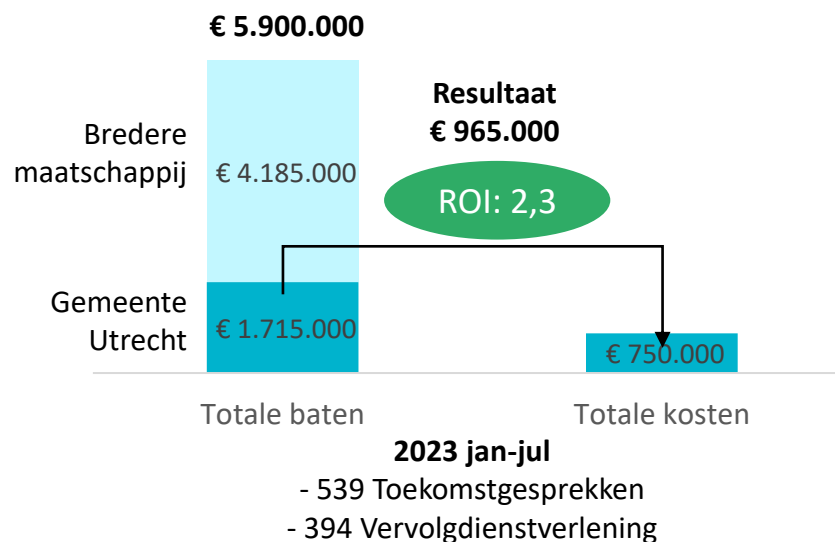 € 5.900.000
Resultaat
€ 965.000
Bredere
maatschappij
€ 4.185.000
ROI: 2,3
Gemeente
Utrecht
€ 1.715.000
€ 750.000
Totale baten
Totale kosten
2023 jan-jul
- 539 Toekomstgesprekken
- 394 Vervolgdienstverlening